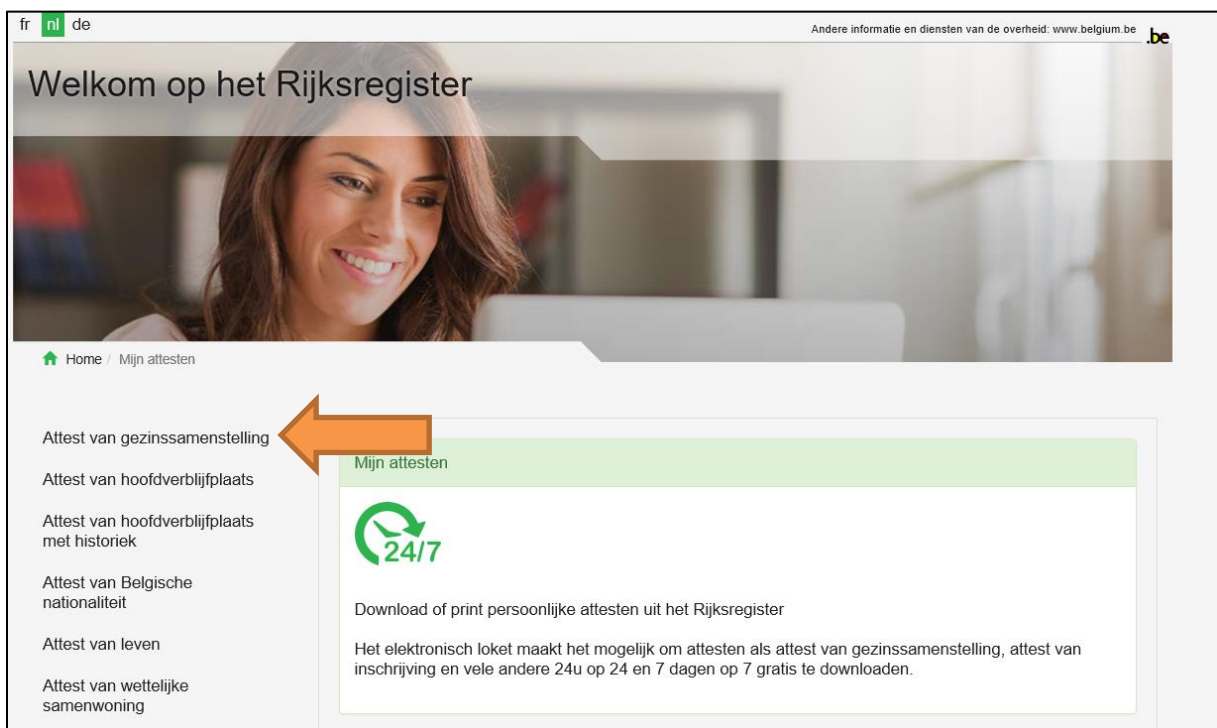 fr nl de
Andere informatie en diensten van de overheid: www.belgium.be .be
Welkom op het Rijksregister
Home / Mijn attesten
Attest van gezinssamenstelling
Attest van hoofdverblijfplaats
Attest van hoofdverblijfplaats
met historiek
Attest van Belgische
nationaliteit
Attest van leven
Attest van wettelijke
samenwoning
Mijn attesten
24/7
Download of print persoonlijke attesten uit het Rijksregister
Het elektronisch loket maakt het mogelijk om attesten als attest van gezinssamenstelling, attest van
inschrijving en vele andere 24u op 24 en 7 dagen op 7 gratis te downloaden.